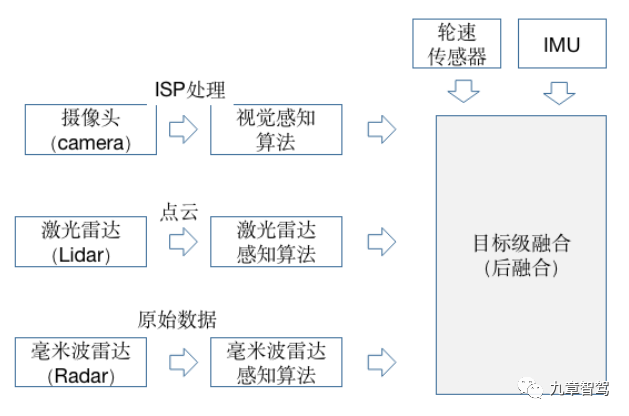 轮速
传感器
IMU
ISP处理
摄像头
(camera)
视觉感知
算法
点云
激光雷达
(Lidar)
激光雷达
感知算法
目标级融合
(后融合)
原始数据
毫米波雷达
(Radar)
毫米波雷达
感知算法
九章智驾